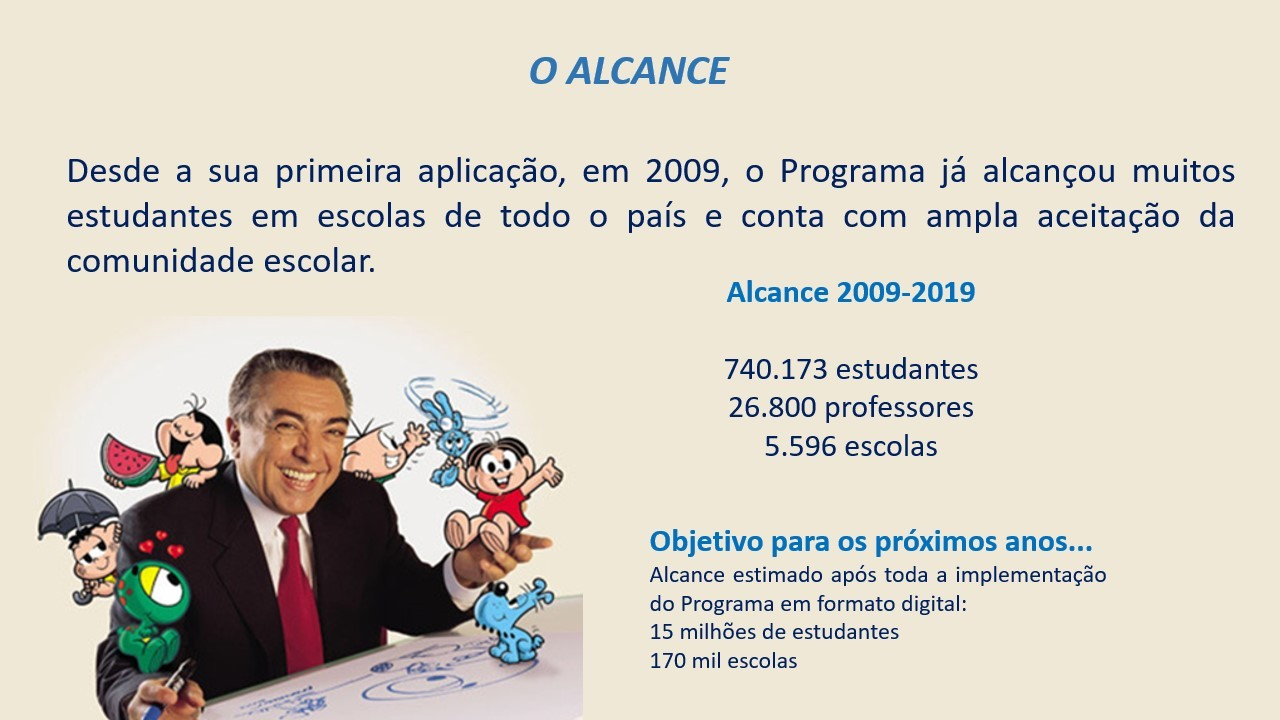 O ALCANCE
Desde a sua primeira aplicação, em 2009, o Programa já alcançou muitos
estudantes em escolas de todo o país e conta com ampla aceitação da
comunidade escolar.
Alcance 2009-2019
740.173 estudantes
26.800 professores
5.596 escolas
Objetivo para os próximos anos...
Alcance estimado após toda a implementação
do Programa em formato digital:
15 milhões de estudantes
170 mil escolas